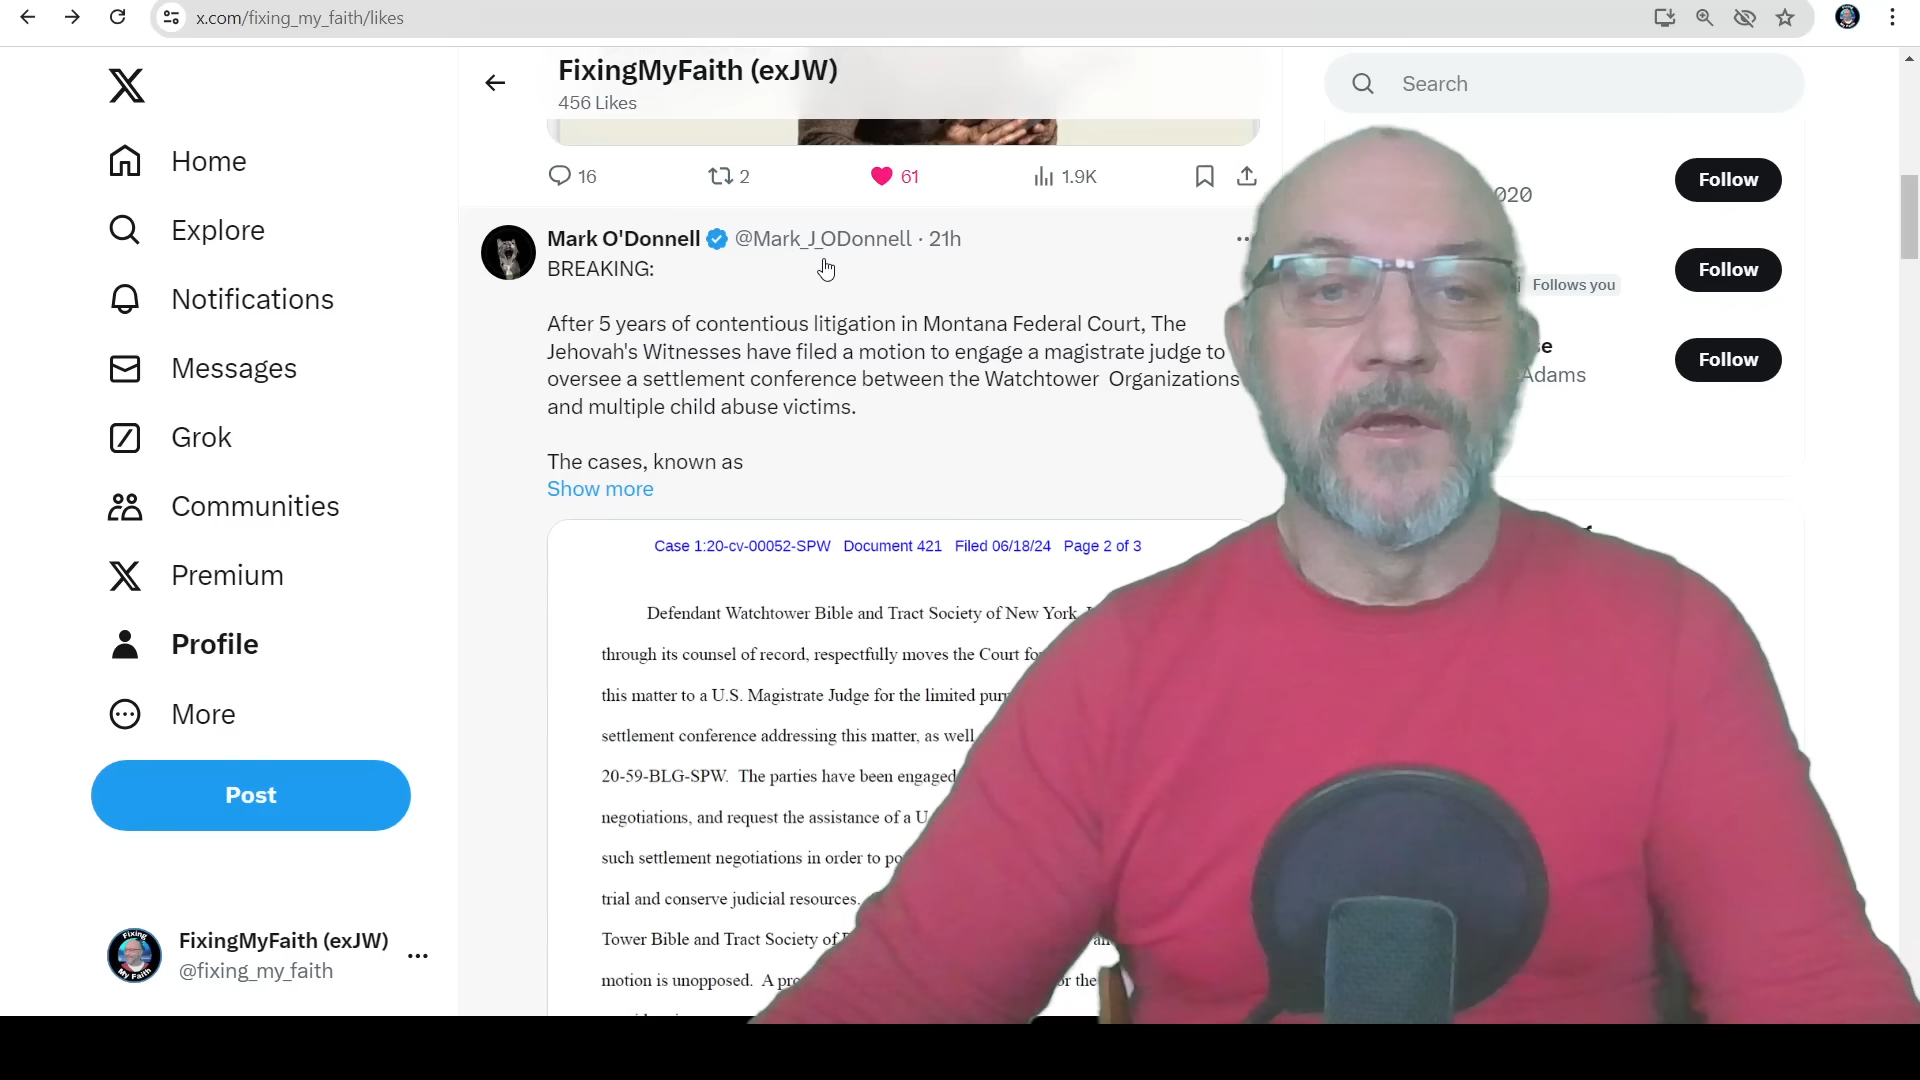 x.com/fixing_my_faith/likes
FixingMyFaith (exJW)
456 Likes
Search
Home
Explore
Notifications
Messages
Grok
Communities
Premium
Profile
More
Post
FixingMyFaith (exJW)
@fixing_my_faith
16 2 61 1.9K
Mark O'Donnell @Mark_J_ODonnell · 21h
BREAKING:
After 5 years of contentious litigation in Montana Federal Court, The
Jehovah's Witnesses have filed a motion to engage a magistrate judge to
oversee a settlement conference between the Watchtower Organizations
and multiple child abuse victims.
The cases, known as
Show more
Case 1:20-cv-00052-SPW Document 421 Filed 06/18/24 Page 2 of 3
Defendant Watchtower Bible and Tract Society of New York,
through its counsel of record, respectfully moves the Court
this matter to a U.S. Magistrate Judge for the limited
settlement conference addressing this matter, as well
20-59-BLG-SPW. The parties have been engaged
negotiations, and request the assistance of a
such settlement negotiations in order to
trial and conserve judicial resources.
Tower Bible and Tract Society of
motion is unopposed. A
the
020
Follow
Follows you
Follow
Adams
Follow
Fixing
My Faith